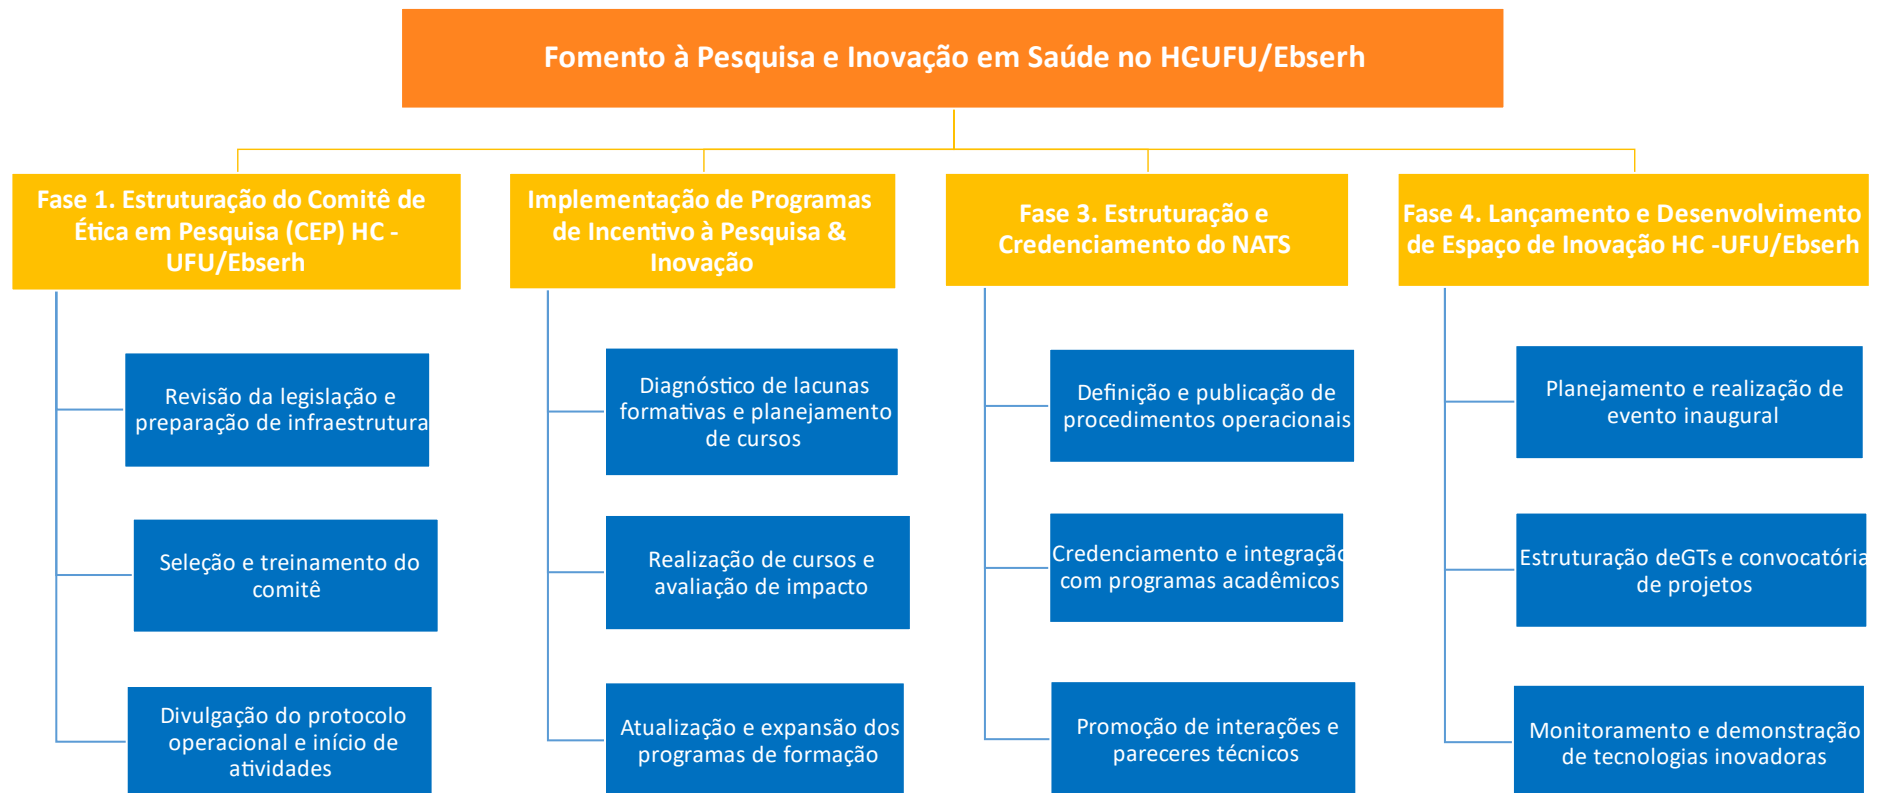 Fomento à Pesquisa e Inovação em Saúde no HC-UFU/Ebserh
Fase 1. Estruturação do Comitê de
Ética em Pesquisa (CEP) HC -
UFU/Ebserh
Revisão da legislação e
preparação de infraestrutura
Seleção e treinamento do
comitê
Divulgação do protocolo
operacional e início de
atividades
Implementação de Programas
de Incentivo à Pesquisa &
Inovação
Diagnóstico de lacunas
formativas e planejamento
de cursos
Realização de cursos e
avaliação de impacto
Atualização e expansão dos
programas de formação
Fase 3. Estruturação e
Credenciamento do NATS
Definição e publicação de
procedimentos operacionais
Credenciamento e integração
com programas acadêmicos
Promoção de interações e
pareceres técnicos
Fase 4. Lançamento e Desenvolvimento
de Espaço de Inovação HC -UFU/Ebserh
Planejamento e realização de
evento inaugural
Estruturação deGTs e convocatória
de projetos
Monitoramento e demonstração
de tecnologias inovadoras